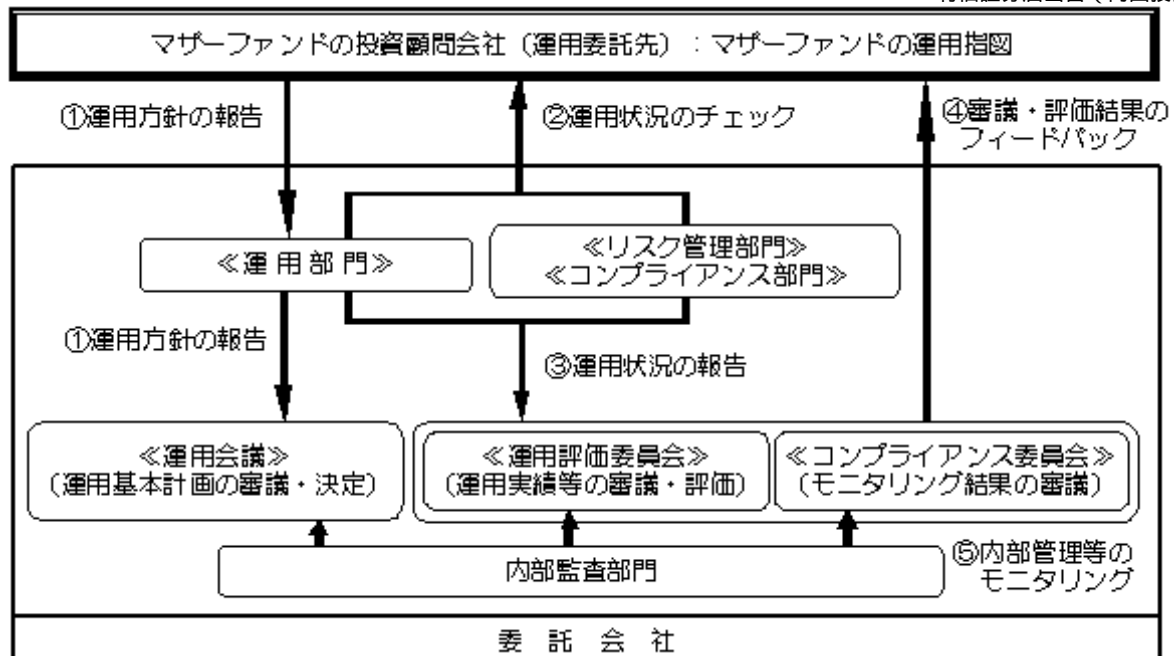 マザーファンドの投資顧問会社（運用委託先）：マザーファンドの運用指図
①運用方針の報告
②運用状況のチェック
④審議・評価結果の
フィードバック
≪運用部門≫
≪リスク管理部門≫
≪コンプライアンス部門≫
①運用方針の報告
③運用状況の報告
≪運用会議≫
（運用基本計画の審議・決定）
≪運用評価委員会≫
（運用実績等の審議・評価）
≪コンプライアンス委員会≫
（モニタリング結果の審議）
内部監査部門
⑤内部管理等の
モニタリング
委託会社